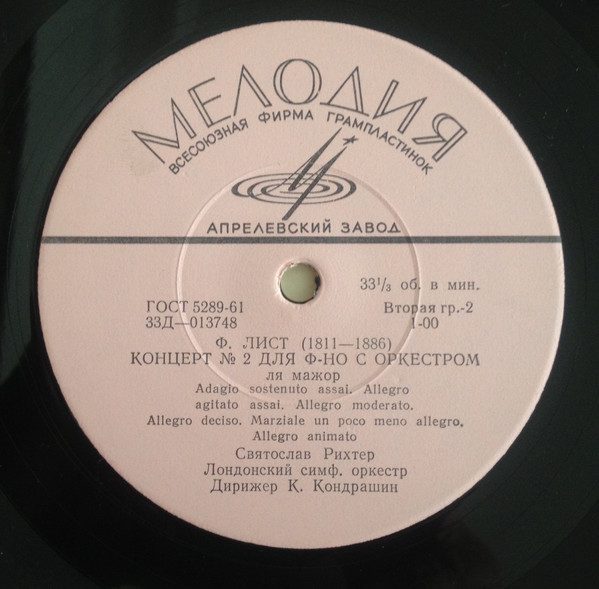 МЕЛОДИЯ
ВСЕСОЮЗНАЯ ФИРМА ГРАМПЛАСТИНОК
АПРЕЛЕВСКИЙ ЗАВОД
33⅓ об. в мин.
ГОСТ 5289-61 Вторая гр.-2
33Д—013748 1-00
Ф. ЛИСТ (1811—1886)
КОНЦЕРТ № 2 ДЛЯ Ф-НО С ОРКЕСТРОМ
ля мажор
Adagio sostenuto assai. Allegro
agitato assai. Allegro moderato.
Allegro deciso. Marziale un poco meno allegro.
Allegro animato
Святослав Рихтер
Лондонский симф. оркестр
Дирижер К. Кондрашин